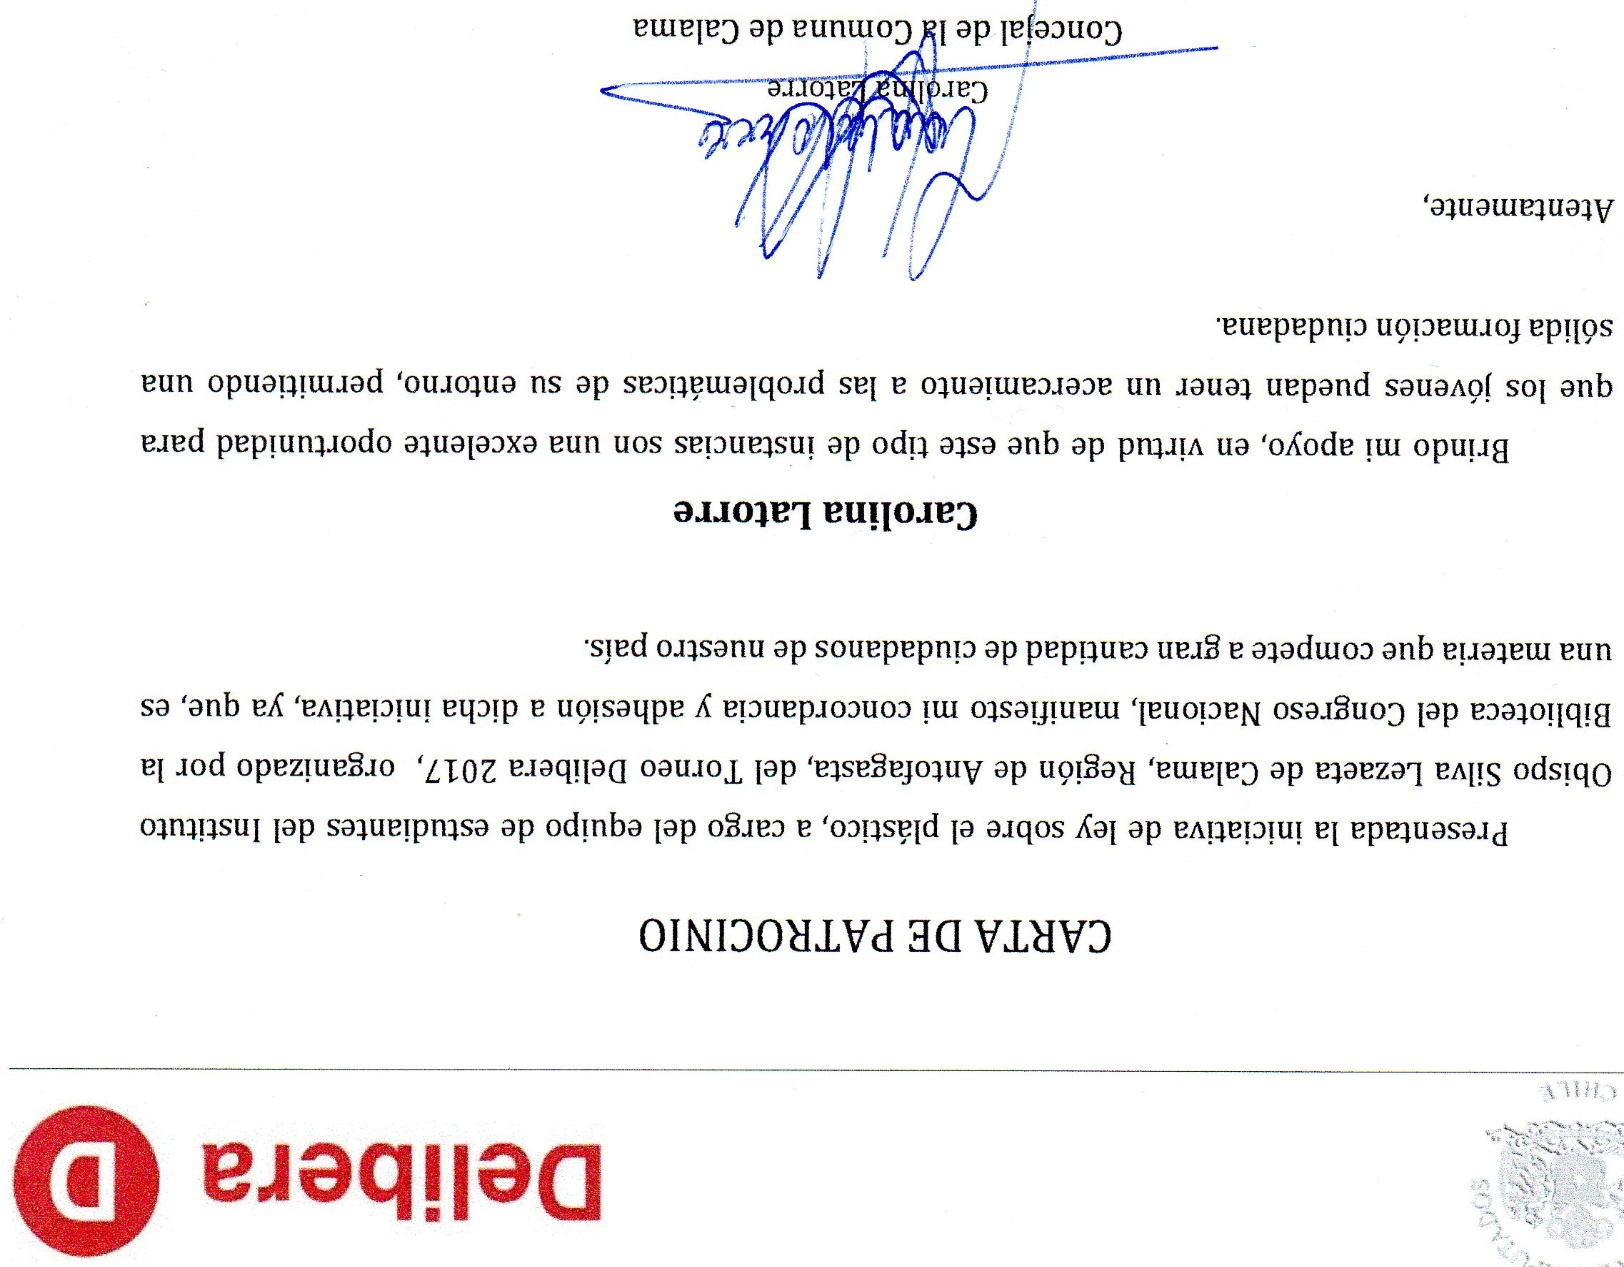 PUTADOS
CHILE
Delibera D
CARTA DE PATROCINIO
Presentada la iniciativa de ley sobre el plástico, a cargo del equipo de estudiantes del Instituto
Obispo Silva Lezaeta de Calama, Región de Antofagasta, del Torneo Delibera 2017, organizado por la
Biblioteca del Congreso Nacional, manifiesto mi concordancia y adhesión a dicha iniciativa, ya que, es
una materia que compete a gran cantidad de ciudadanos de nuestro país.
Carolina Latorre
Brindo mi apoyo, en virtud de que este tipo de instancias son una excelente oportunidad para
que los jóvenes puedan tener un acercamiento a las problemáticas de su entorno, permitiendo una
sólida formación ciudadana.
Atentamente,
Carolina Latorre
Concejal de la Comuna de Calama